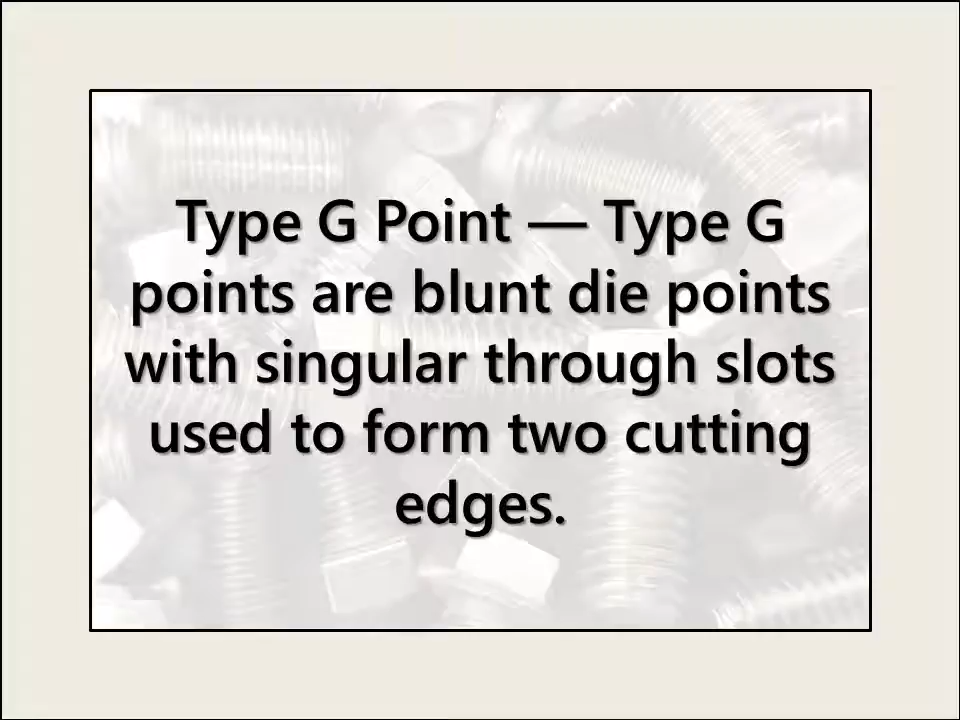 Type G Point — Type G
points are blunt die points
with singular through slots
used to form two cutting
edges.